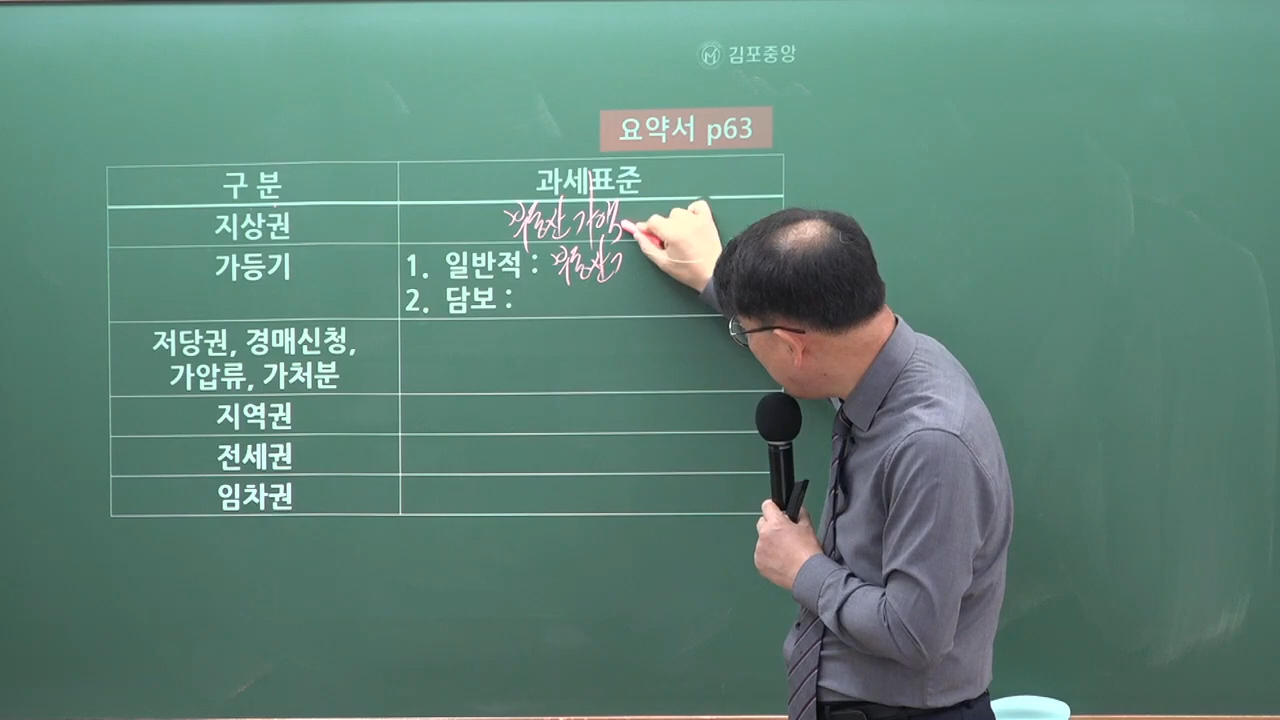 김포중앙
요약서 p63
구 분 과세표준
지상권 부동산 가액
가등기 1. 일반적 : 부동산 가
2. 담보 :
저당권, 경매신청,
가압류, 가처분
지역권
전세권
임차권